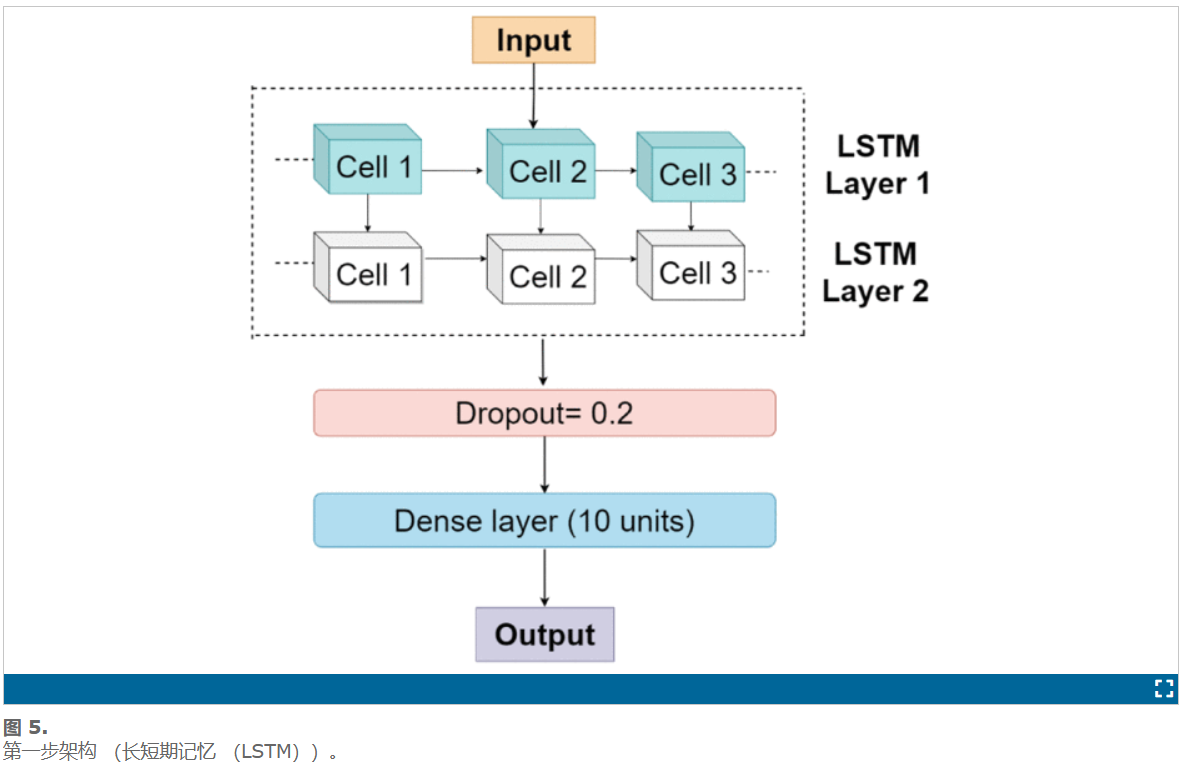 Input
Cell 1
Cell 2
Cell 3
LSTM
Layer 1
Cell 1
Cell 2
Cell 3
LSTM
Layer 2
Dropout= 0.2
Dense layer (10 units)
Output
图 5.
第一步架构 （长短期记忆 （LSTM））。